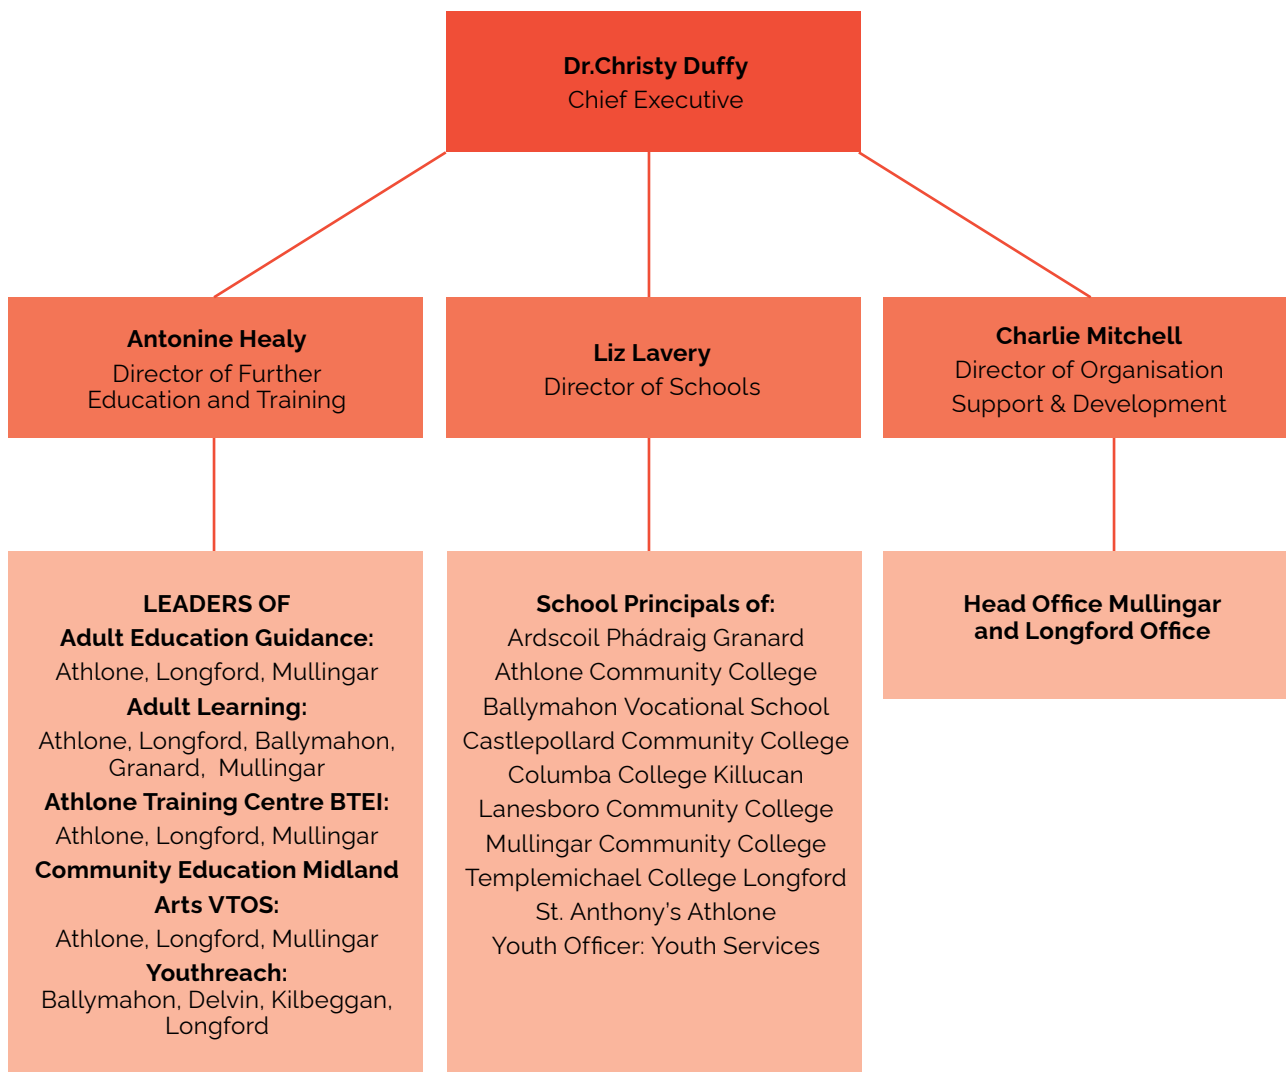 Dr.Christy Duffy
Chief Executive
Antonine Healy
Director of Further
Education and Training
Liz Lavery
Director of Schools
Charlie Mitchell
Director of Organisation
Support & Development
LEADERS OF
Adult Education Guidance:
Athlone, Longford, Mullingar
Adult Learning:
Athlone, Longford, Ballymahon,
Granard, Mullingar
Athlone Training Centre BTEI:
Athlone, Longford, Mullingar
Community Education Midland
Arts VTOS:
Athlone, Longford, Mullingar
Youthreach:
Ballymahon, Delvin, Kilbeggan,
Longford
School Principals of:
Ardscoil Phádraig Granard
Athlone Community College
Ballymahon Vocational School
Castlepollard Community College
Columba College Killucan
Lanesboro Community College
Mullingar Community College
Templemichael College Longford
St. Anthony’s Athlone
Youth Officer: Youth Services
Head Office Mullingar
and Longford Office